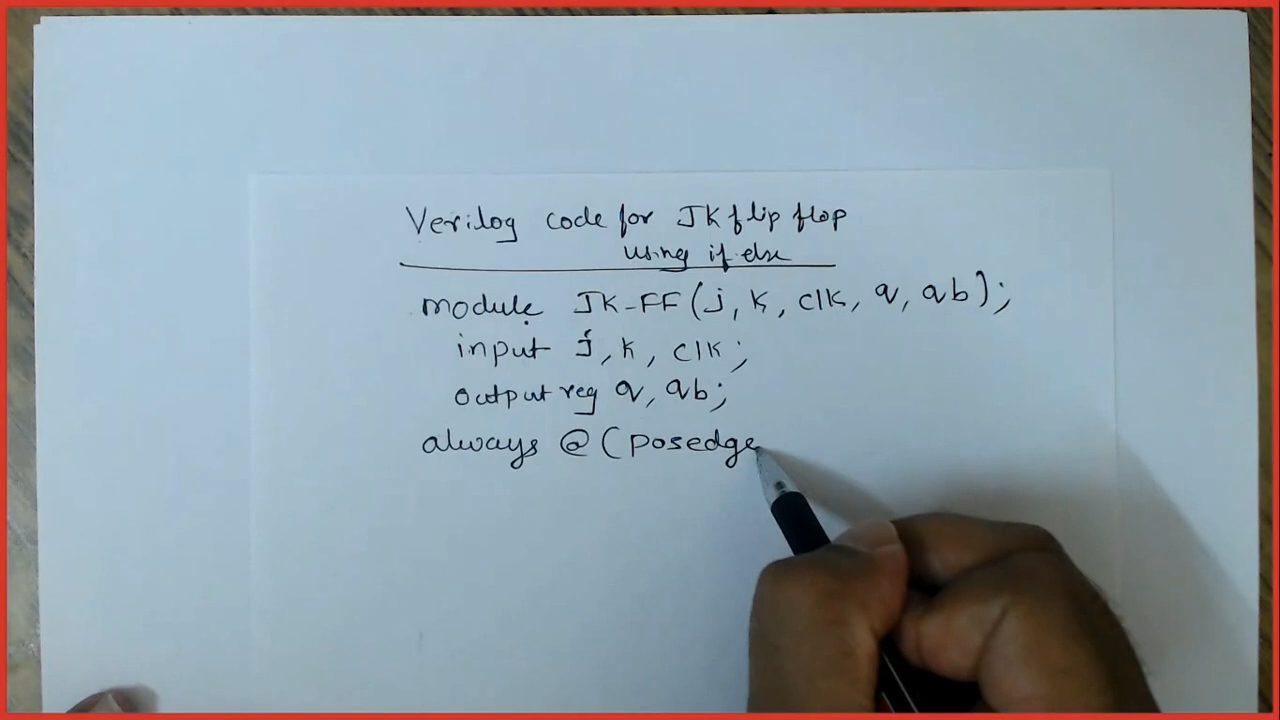 Verilog code for JK flip flop
using if else
module JK-FF(j, k, clk, q, qb);
input j, k, clk;
output reg q, qb;
always @(posedge